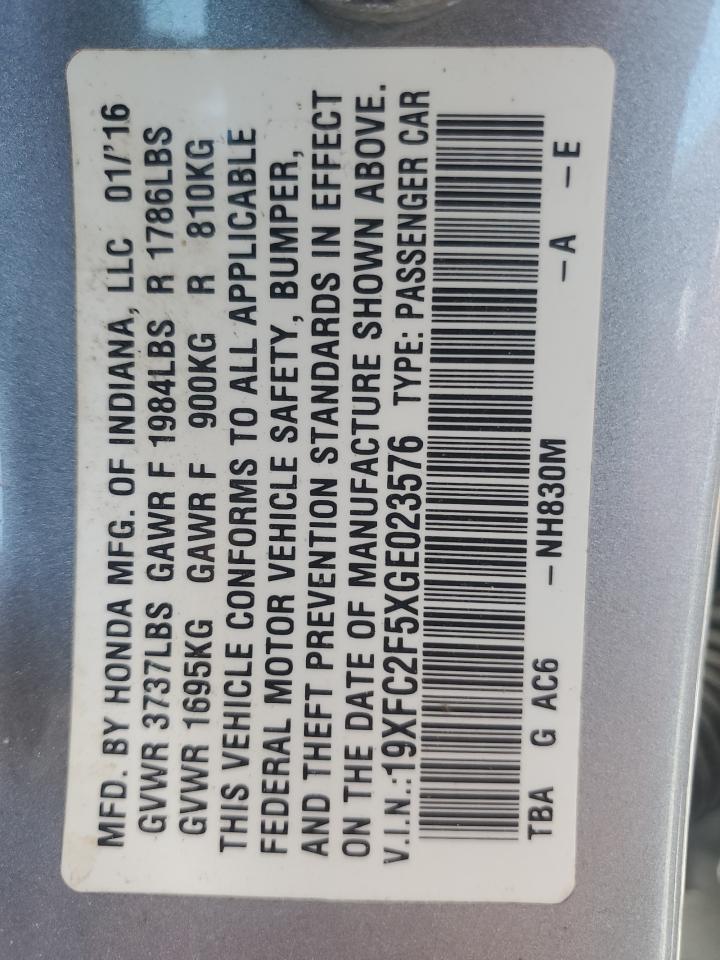 MFD. BY HONDA MFG. OF INDIANA, LLC 01/'16
GVWR 3737LBS GAWR F 1984LBS R 1786LBS
GVWR 1695KG GAWR F 900KG R 810KG
THIS VEHICLE CONFORMS TO ALL APPLICABLE
FEDERAL MOTOR VEHICLE SAFETY, BUMPER,
AND THEFT PREVENTION STANDARDS IN EFFECT
ON THE DATE OF MANUFACTURE SHOWN ABOVE.
V.I.N.:19XFC2F5XGE023576 TYPE: PASSENGER CAR
TBA G AC6 –NH830M –A –E